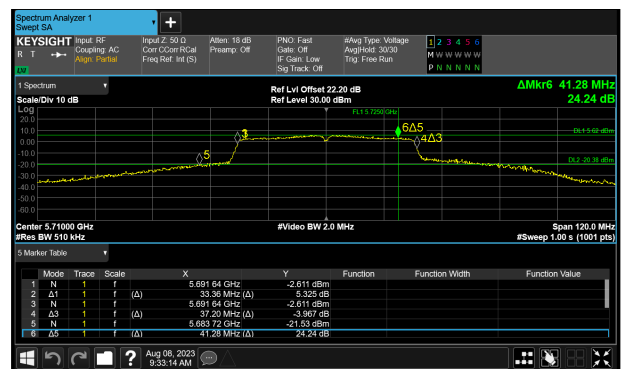 Spectrum Analyzer 1
Swept SA
KEYSIGHT Input: RF Input Z: 50 Ω Atten: 18 dB PNO: Fast #Avg Type: Voltage 1 2 3 4 5 6
R T Coupling: AC Corr CCorr RCal Preamp: Off Gate: Off Avg|Hold: 30/30 M W W W W W
Align: Partial Freq Ref: Int (S) IF Gain: Low Trig: Free Run
Sig Track: Off P N N N N N
LXI
1 Spectrum Ref Lvl Offset 22.20 dB ΔMkr6 41.28 MHz
Scale/Div 10 dB Ref Level 30.00 dBm 24.24 dB
Log
FL1 5.7250 GHz
20.0
10.0 3 6Δ5 DL1 5.62 dBm
0.00 4Δ3
-10.0
-20.0 5 DL2 -20.38 dBm
-30.0
-40.0
-50.0
-60.0
Center 5.71000 GHz #Video BW 2.0 MHz Span 120.0 MHz
#Res BW 510 kHz #Sweep 1.00 s (1001 pts)
5 Marker Table
Mode Trace Scale X Y Function Function Width Function Value
1 N 1 f 5.691 64 GHz -2.611 dBm
2 Δ1 1 f (Δ) 33.36 MHz (Δ) 5.325 dB
3 N 1 f 5.691 64 GHz -2.611 dBm
4 Δ3 1 f (Δ) 37.20 MHz (Δ) -3.967 dB
5 N 1 f 5.683 72 GHz -21.53 dBm
6 Δ5 1 f (Δ) 41.28 MHz (Δ) 24.24 dB
? Aug 08, 2023
9:33:14 AM